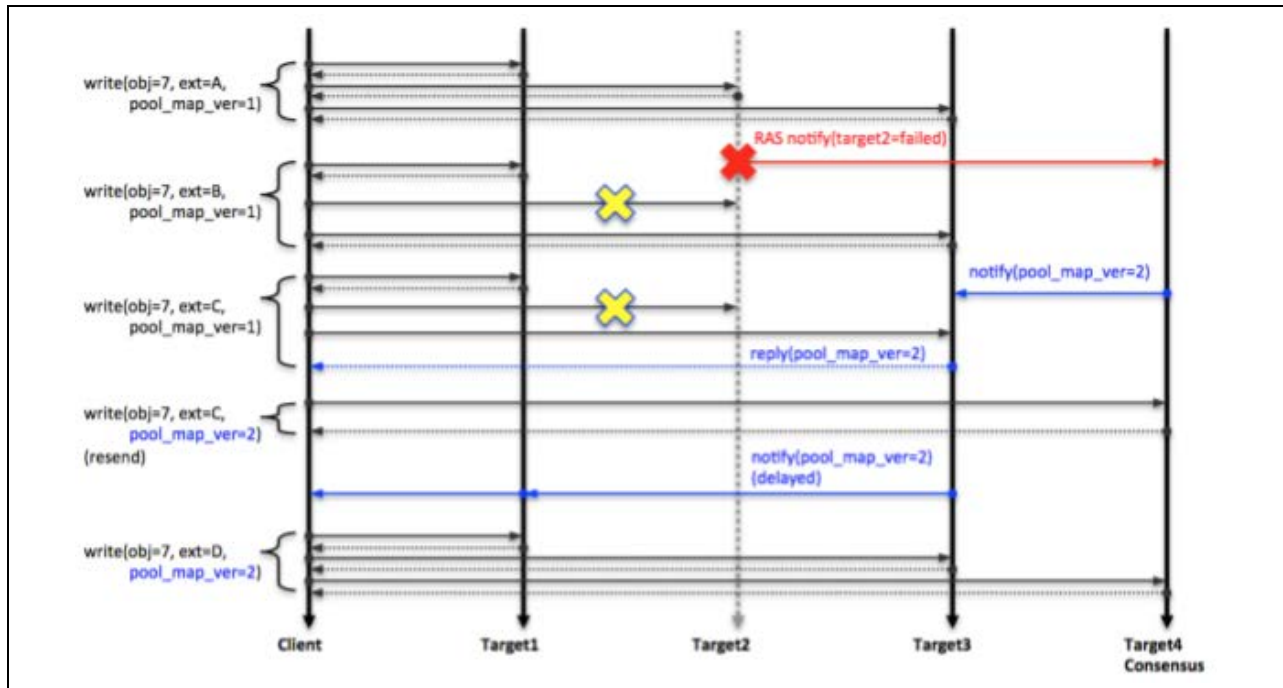 write(obj=7, ext=A,
pool_map_ver=1)
RAS notify(target2=failed)
write(obj=7, ext=B,
pool_map_ver=1)
notify(pool_map_ver=2)
write(obj=7, ext=C,
pool_map_ver=1)
reply(pool_map_ver=2)
write(obj=7, ext=C,
pool_map_ver=2)
(resend)
notify(pool_map_ver=2)
(delayed)
write(obj=7, ext=D,
pool_map_ver=2)
Client
Target1
Target2
Target3
Target4
Consensus